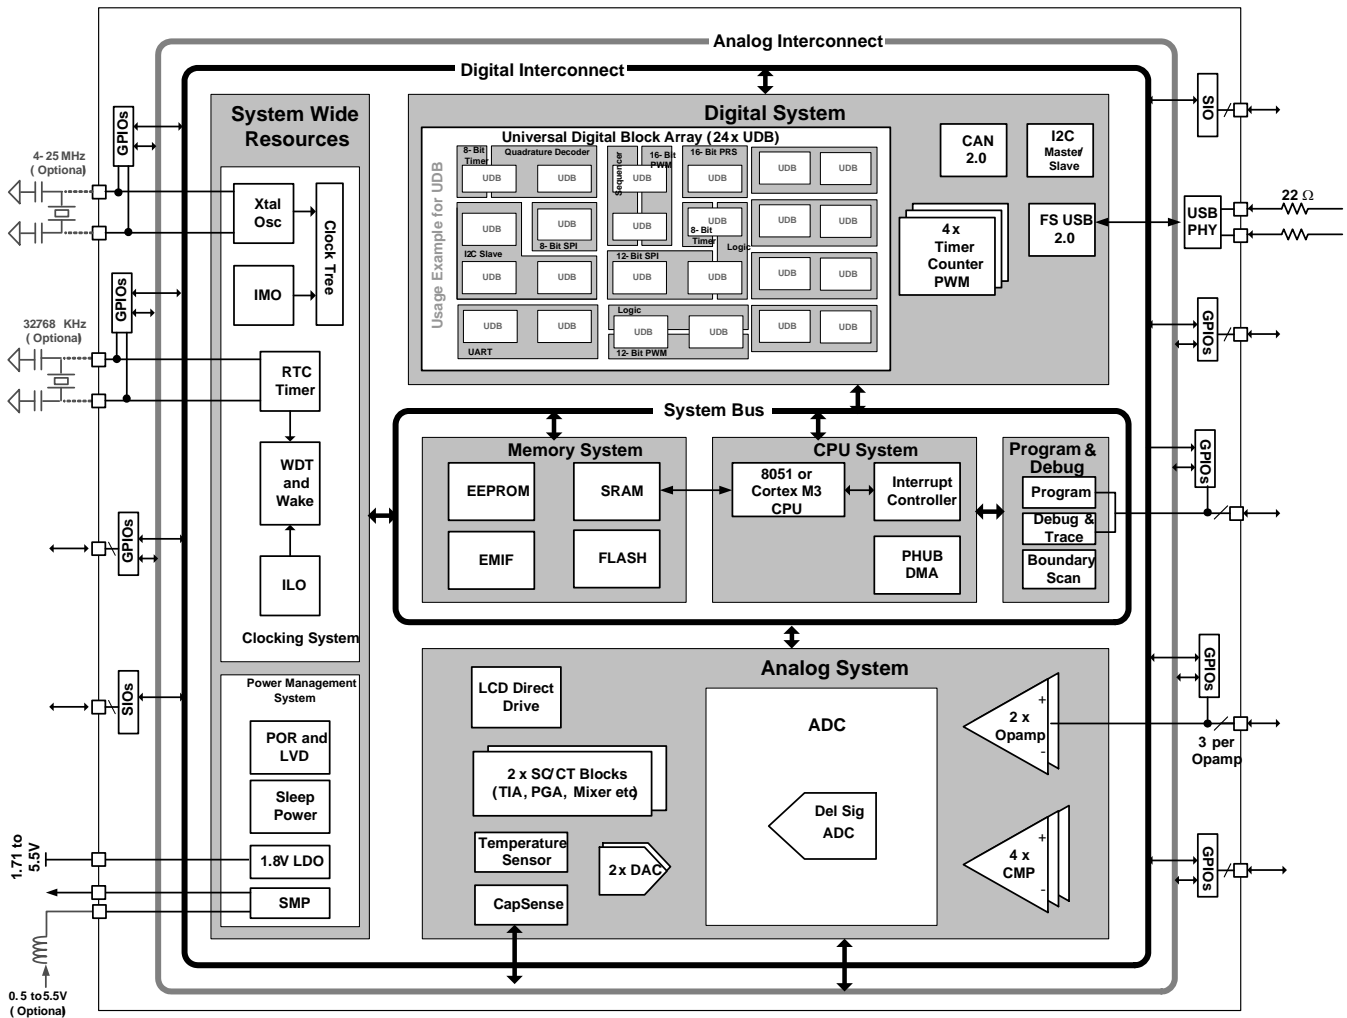 Analog Interconnect
Digital Interconnect
System Wide
Resources
Xtal
Osc
Clock Tree
IMO
RTC
Timer
WDT
and
Wake
ILO
Clocking System
Power Management
System
POR and
LVD
Sleep
Power
1.8V LDO
SMP
GPIOs
4- 25 MHz
( Optional)
GPIOs
32768 KHz
( Optional)
GPIOs
SIOs
1.71 to
5.5V
0. 5 to 5.5V
( Optional)
Digital System
Universal Digital Block Array (24 x UDB)
Usage Example for UDB
8- Bit
Timer
Quadrature Decoder
Sequencer
16- Bit
PWM
16- Bit PRS
UDB
UDB
UDB
UDB
UDB
UDB
UDB
UDB
UDB
UDB
UDB
UDB
8- Bit
Timer
Logic
I2C Slave
8- Bit SPI
12- Bit SPI
UDB
UDB
UDB
UDB
UDB
UDB
Logic
UDB
UDB
UDB
UDB
UDB
UDB
UART
12- Bit PWM
CAN
2.0
I2C
Master/
Slave
4 x
Timer
Counter
PWM
FS USB
2.0
System Bus
Memory System
EEPROM
SRAM
EMIF
FLASH
CPU System
8051 or
Cortex M3
CPU
Interrupt
Controller
PHUB
DMA
Program &
Debug
Program
Debug &
Trace
Boundary
Scan
Analog System
LCD Direct
Drive
2 x SC/CT Blocks
(TIA, PGA, Mixer etc)
Temperature
Sensor
CapSense
2 x DAC
ADC
Del Sig
ADC
+
2 x
Opamp
-
+
4 x
CMP
-
SIO
USB
PHY
22 Ω
GPIOs
GPIOs
GPIOs
3 per
Opamp
GPIOs